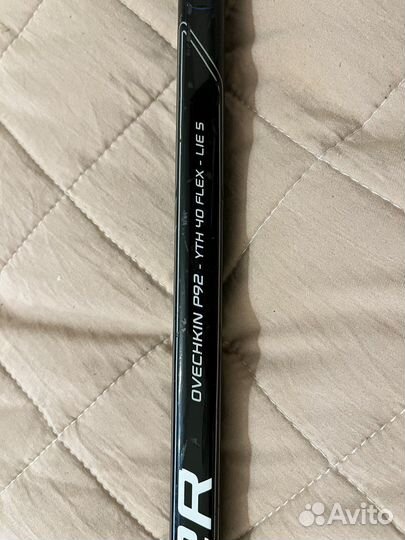 OVECHKIN P92 - YTH 40 FLEX - LIE 5
Avito